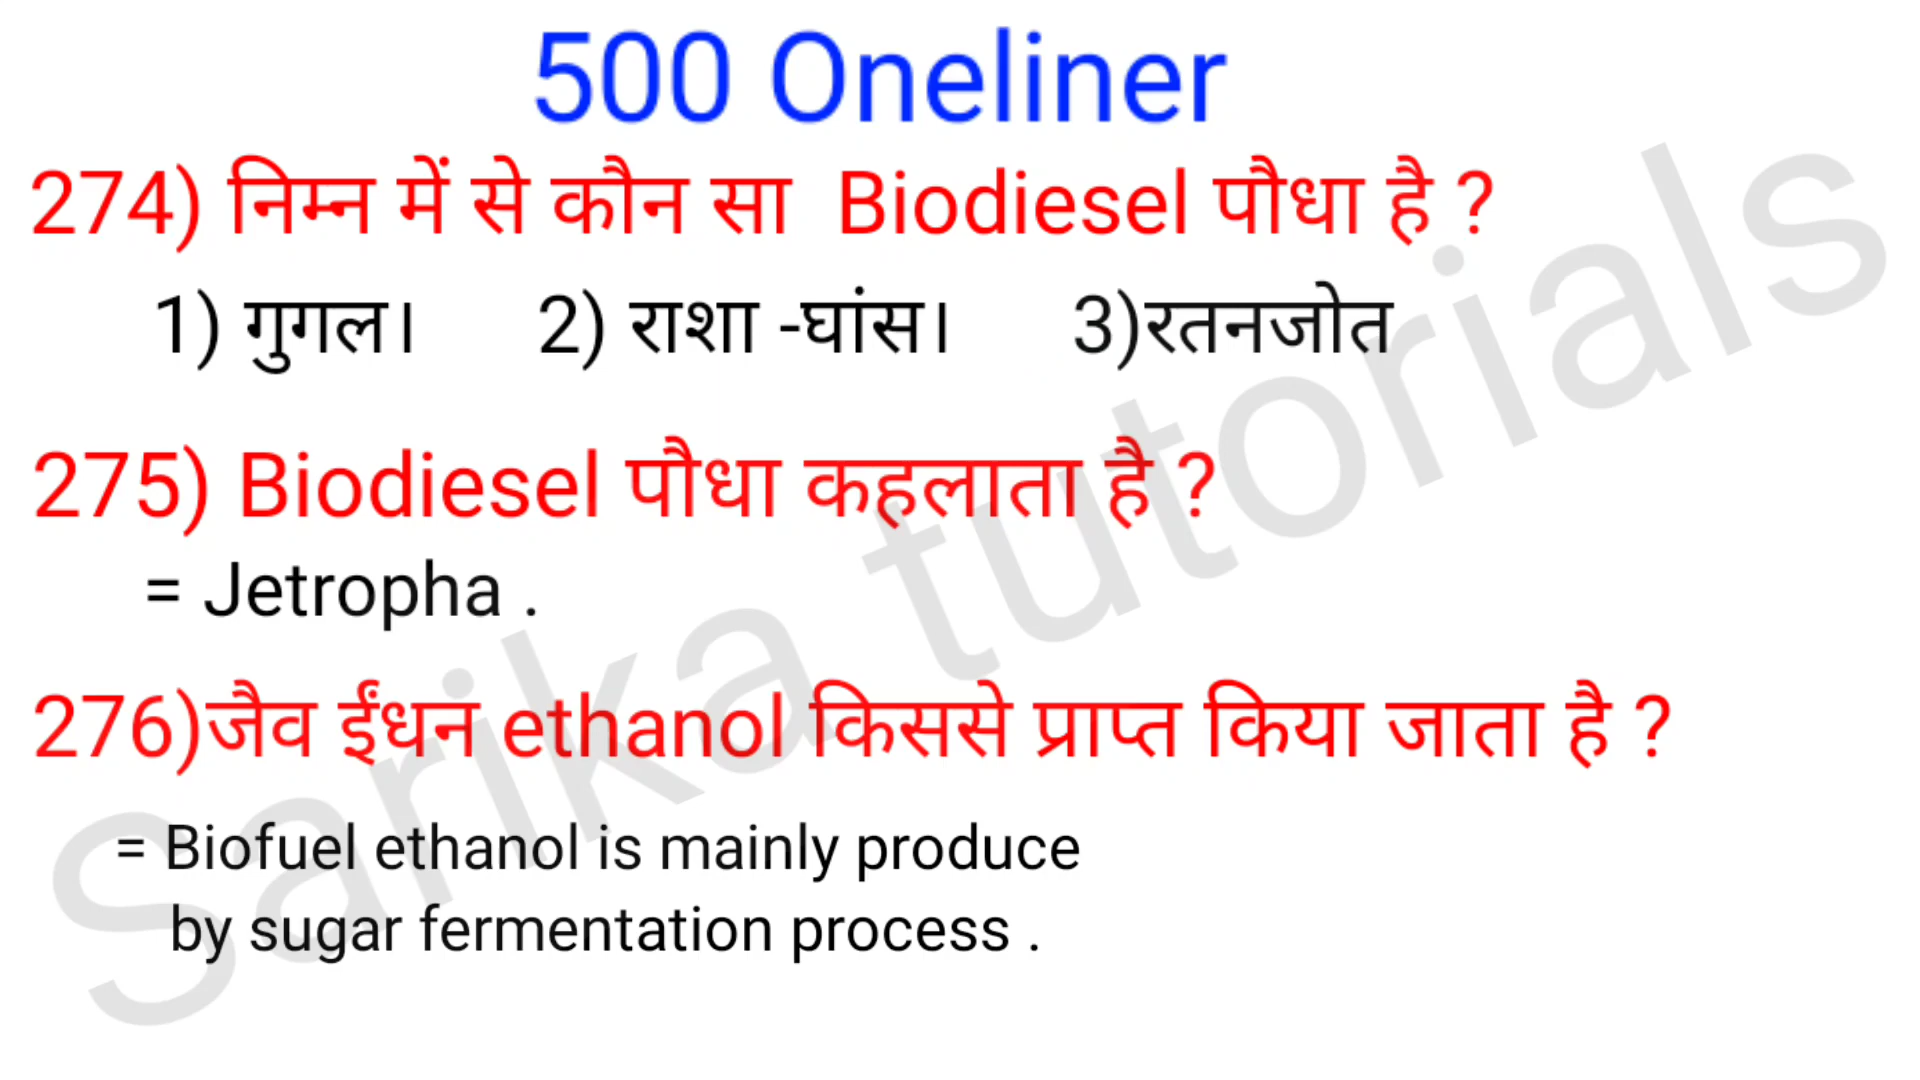 500 Oneliner
274) निम्न में से कौन सा Biodiesel पौधा है ?
1) गुगल। 2) राशा -घांस। 3)रतनजोत
275) Biodiesel पौधा कहलाता है ?
= Jetropha .
276)जैव ईंधन ethanol किससे प्राप्त किया जाता है ?
= Biofuel ethanol is mainly produce
by sugar fermentation process .
Sarika tutorials